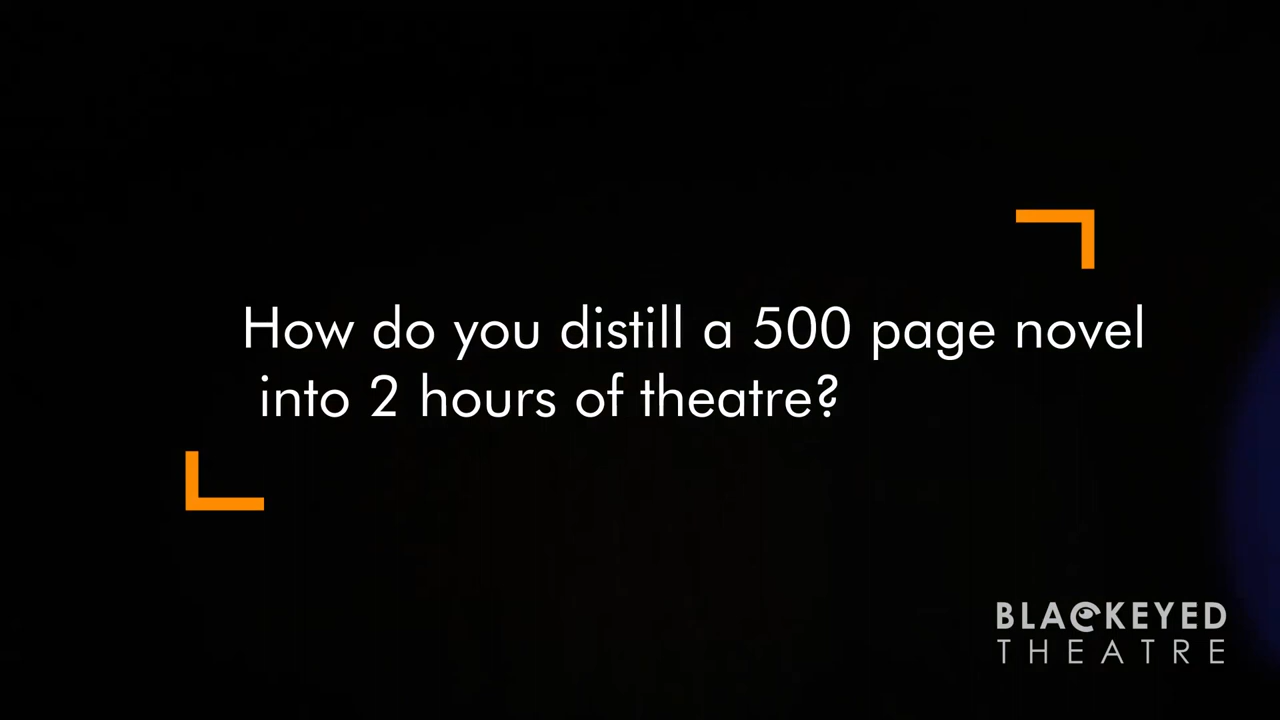 How do you distill a 500 page novel
into 2 hours of theatre?
BLACKEYED
THEATRE